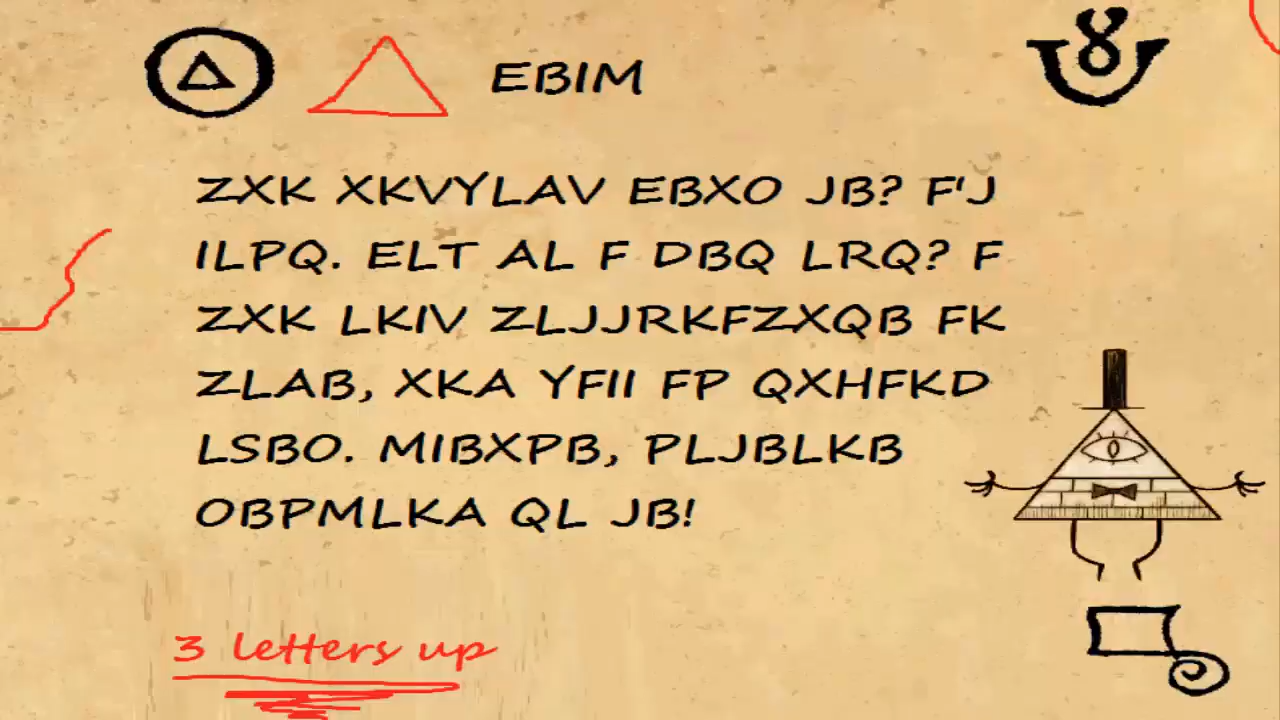 EBIM
ZXK XKVYLAV EBXO JB? F'J
ILPQ. ELT AL F DBQ LRQ? F
ZXK LKIV ZLJJRKFZXQB FK
ZLAB, XKA YFII FP QXHFKD
LSBO. MIBXPB, PLJBLKB
OBPMLKA QL JB!
3 letters up